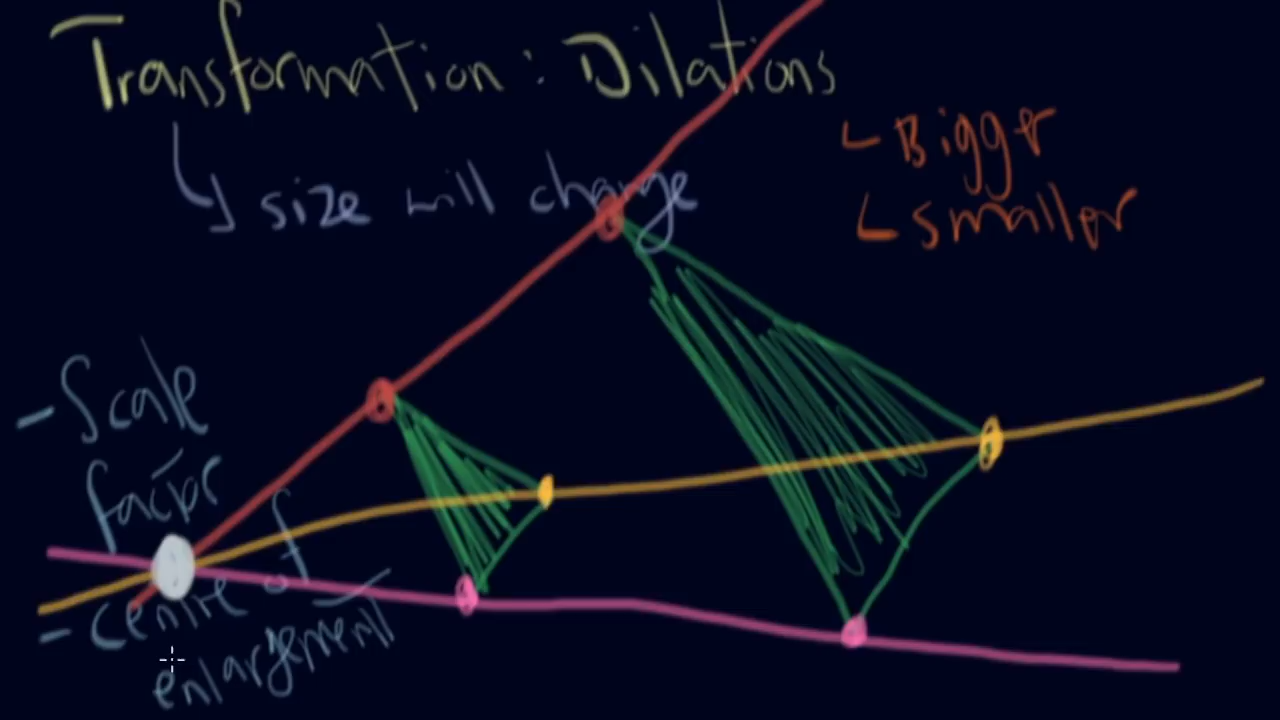 Transformation: Dilations
size will change
Bigger
smaller
- Scale
factor
- centre of
enlargement